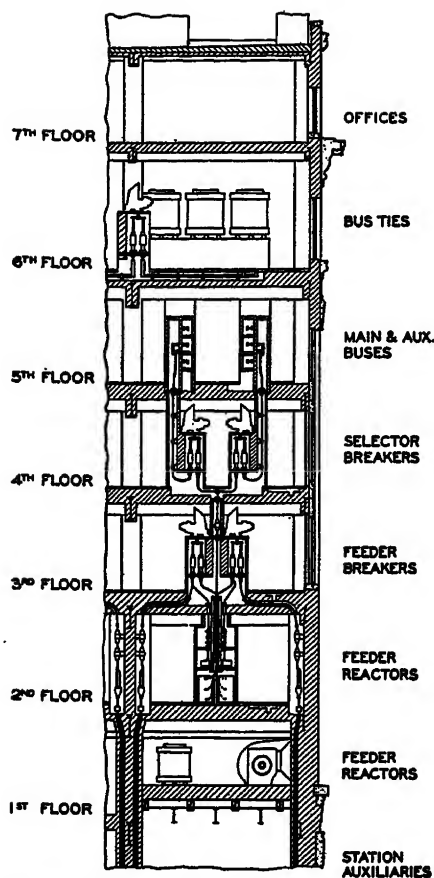 OFFICES
7TH FLOOR
BUS TIES
6TH FLOOR
MAIN & AUX.
BUSES
5TH FLOOR
SELECTOR
BREAKERS
4TH FLOOR
FEEDER
BREAKERS
3RD FLOOR
FEEDER
REACTORS
2ND FLOOR
FEEDER
REACTORS
1ST FLOOR
STATION
AUXILIARIES